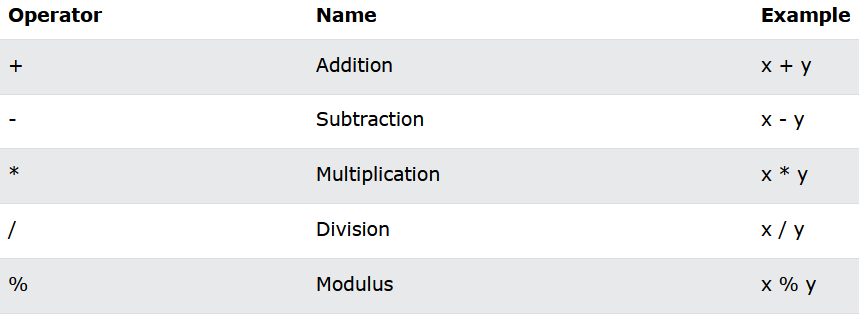 Operator Name Example
+ Addition x + y
- Subtraction x - y
* Multiplication x * y
/ Division x / y
% Modulus x % y